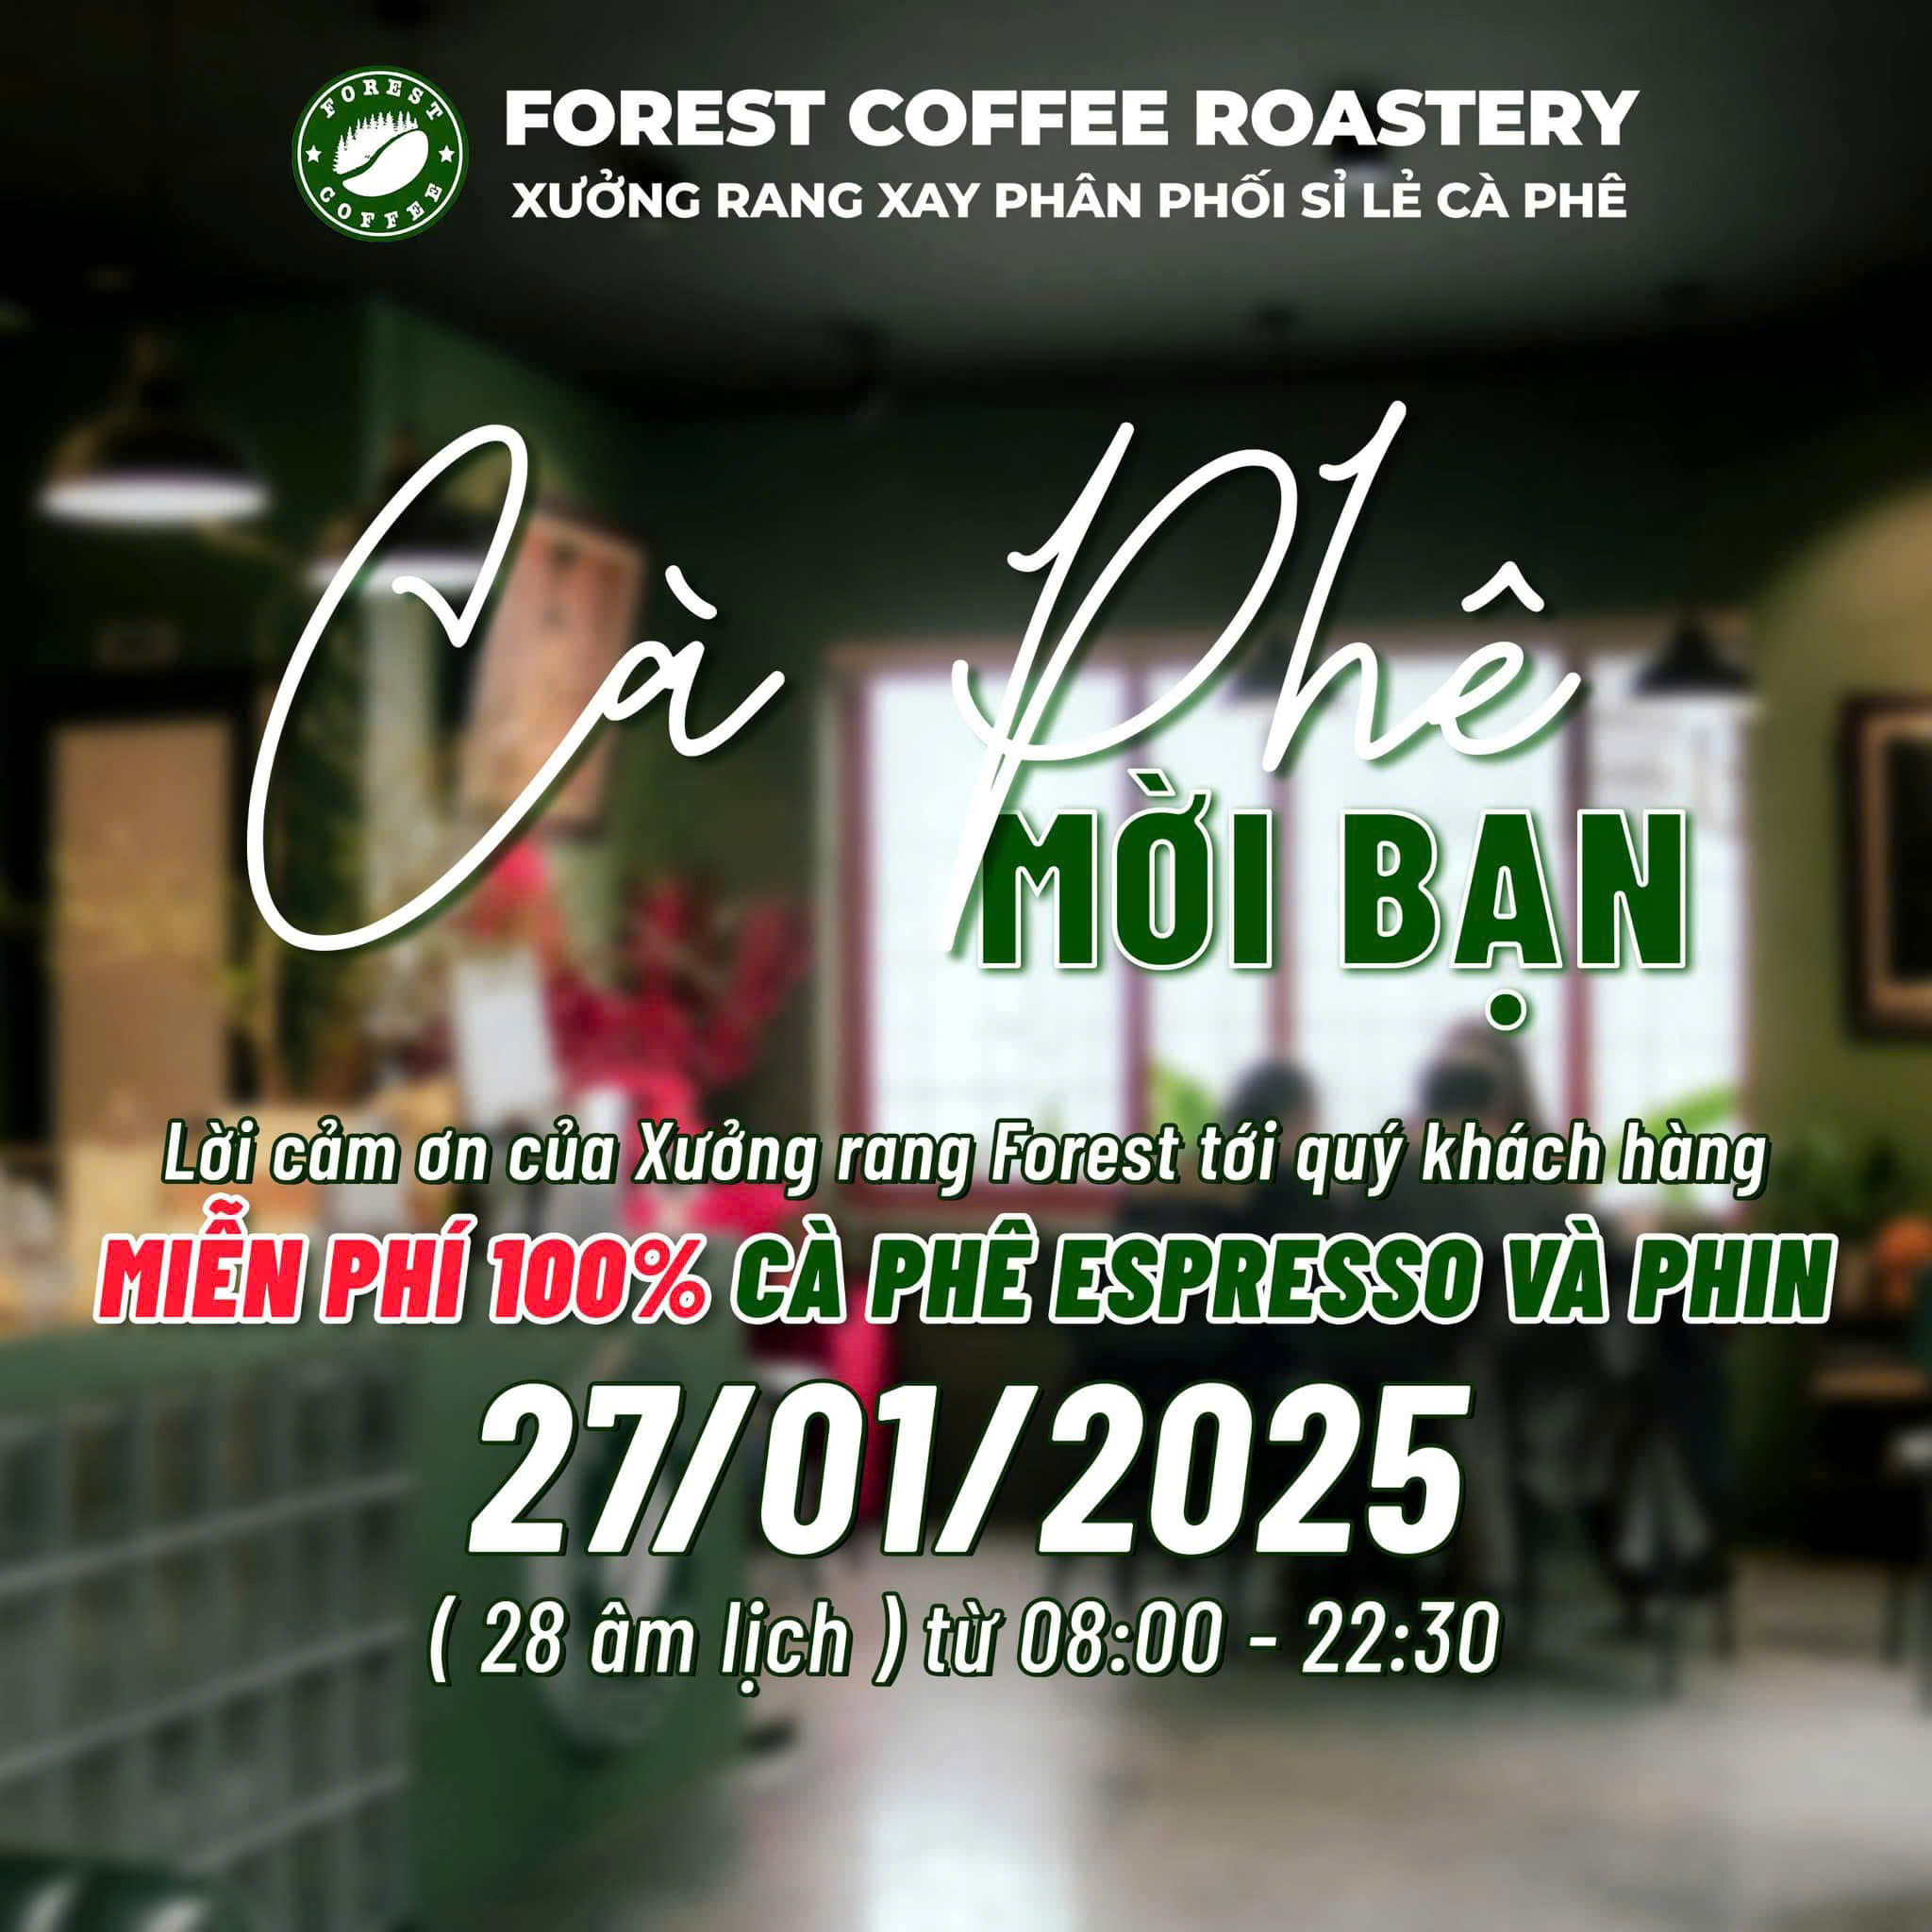 FOREST
COFFEE
FOREST COFFEE ROASTERY
XƯỞNG RANG XAY PHÂN PHỐI SỈ LẺ CÀ PHÊ
Cà Phê
MỜI BẠN
Lời cảm ơn của Xưởng rang Forest tới quý khách hàng
MIỄN PHÍ 100% CÀ PHÊ ESPRESSO VÀ PHIN
27/01/2025
( 28 âm lịch ) từ 08:00 - 22:30